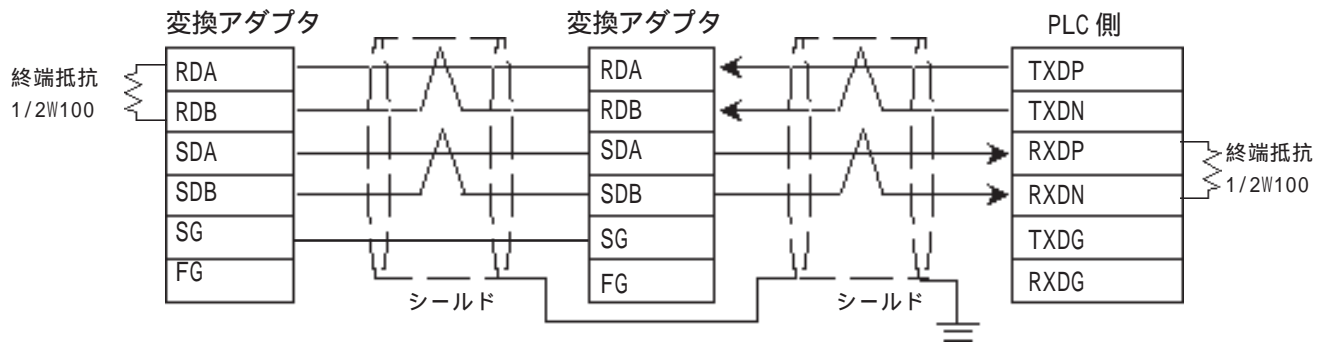 変換アダプタ
変換アダプタ
PLC 側
終端抵抗
1/2W100
RDA
RDB
SDA
SDB
SG
FG
シールド
RDA
RDB
SDA
SDB
SG
FG
シールド
TXDP
TXDN
RXDP
RXDN
TXDG
RXDG
終端抵抗
1/2W100